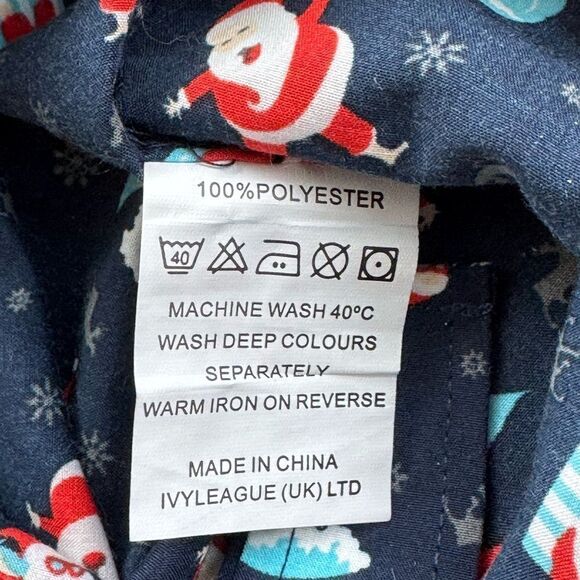 100%POLYESTER
40
MACHINE WASH 40ºC
WASH DEEP COLOURS
SEPARATELY
WARM IRON ON REVERSE
MADE IN CHINA
IVYLEAGUE (UK) LTD